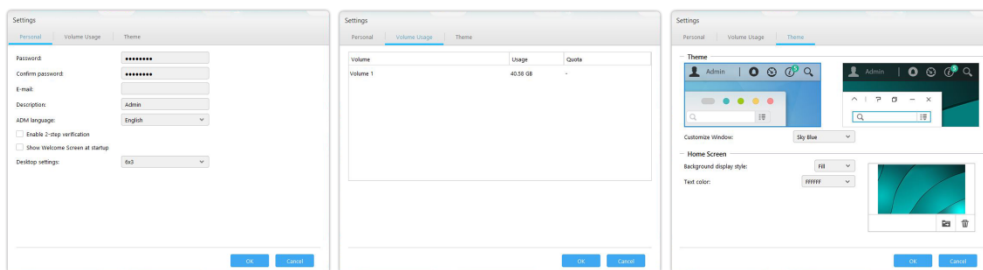 Settings
Personal Volume Usage Theme
Password:
Confirm password:
E-mail:
Description: Admin
ADM language: English
Enable 2-step verification
Show Welcome Screen at startup
Desktop settings: 8x3
OK Cancel
Settings
Personal Volume Usage Theme
Volume Usage Quota
Volume 1 40.58 GB -
OK Cancel
Settings
Personal Volume Usage Theme
Theme
Admin 5
Admin 5
Customize Window: Sky Blue
Home Screen
Background display style: Fill
Text color: FFFFFF
OK Cancel